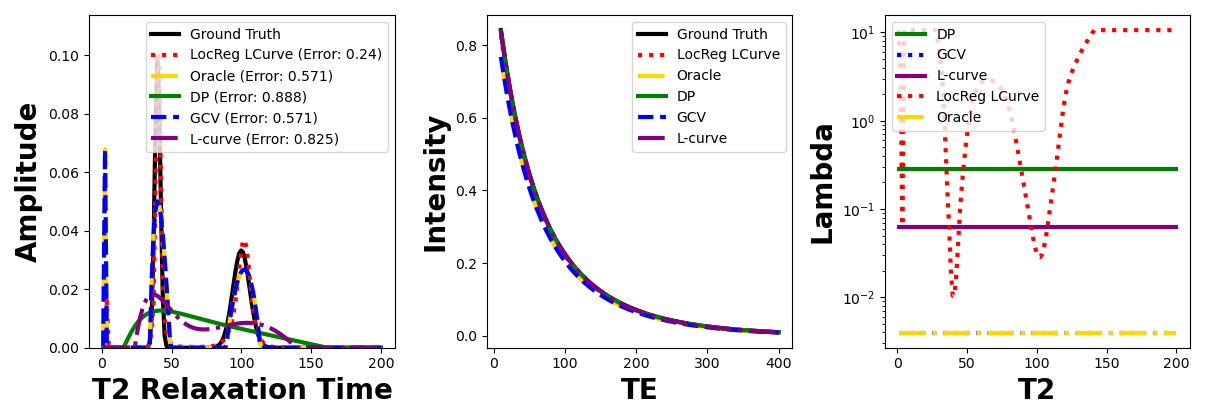 Amplitude
0.00
0.02
0.04
0.06
0.08
0.10
0
50
100
150
200
T2 Relaxation Time
Ground Truth
LocReg LCurve (Error: 0.24)
Oracle (Error: 0.571)
DP (Error: 0.888)
GCV (Error: 0.571)
L-curve (Error: 0.825)
Intensity
0.0
0.2
0.4
0.6
0.8
0
100
200
300
400
TE
Ground Truth
LocReg LCurve
Oracle
DP
GCV
L-curve
Lambda
10⁻²
10⁻¹
10⁰
10¹
0
50
100
150
200
T2
DP
GCV
L-curve
LocReg LCurve
Oracle